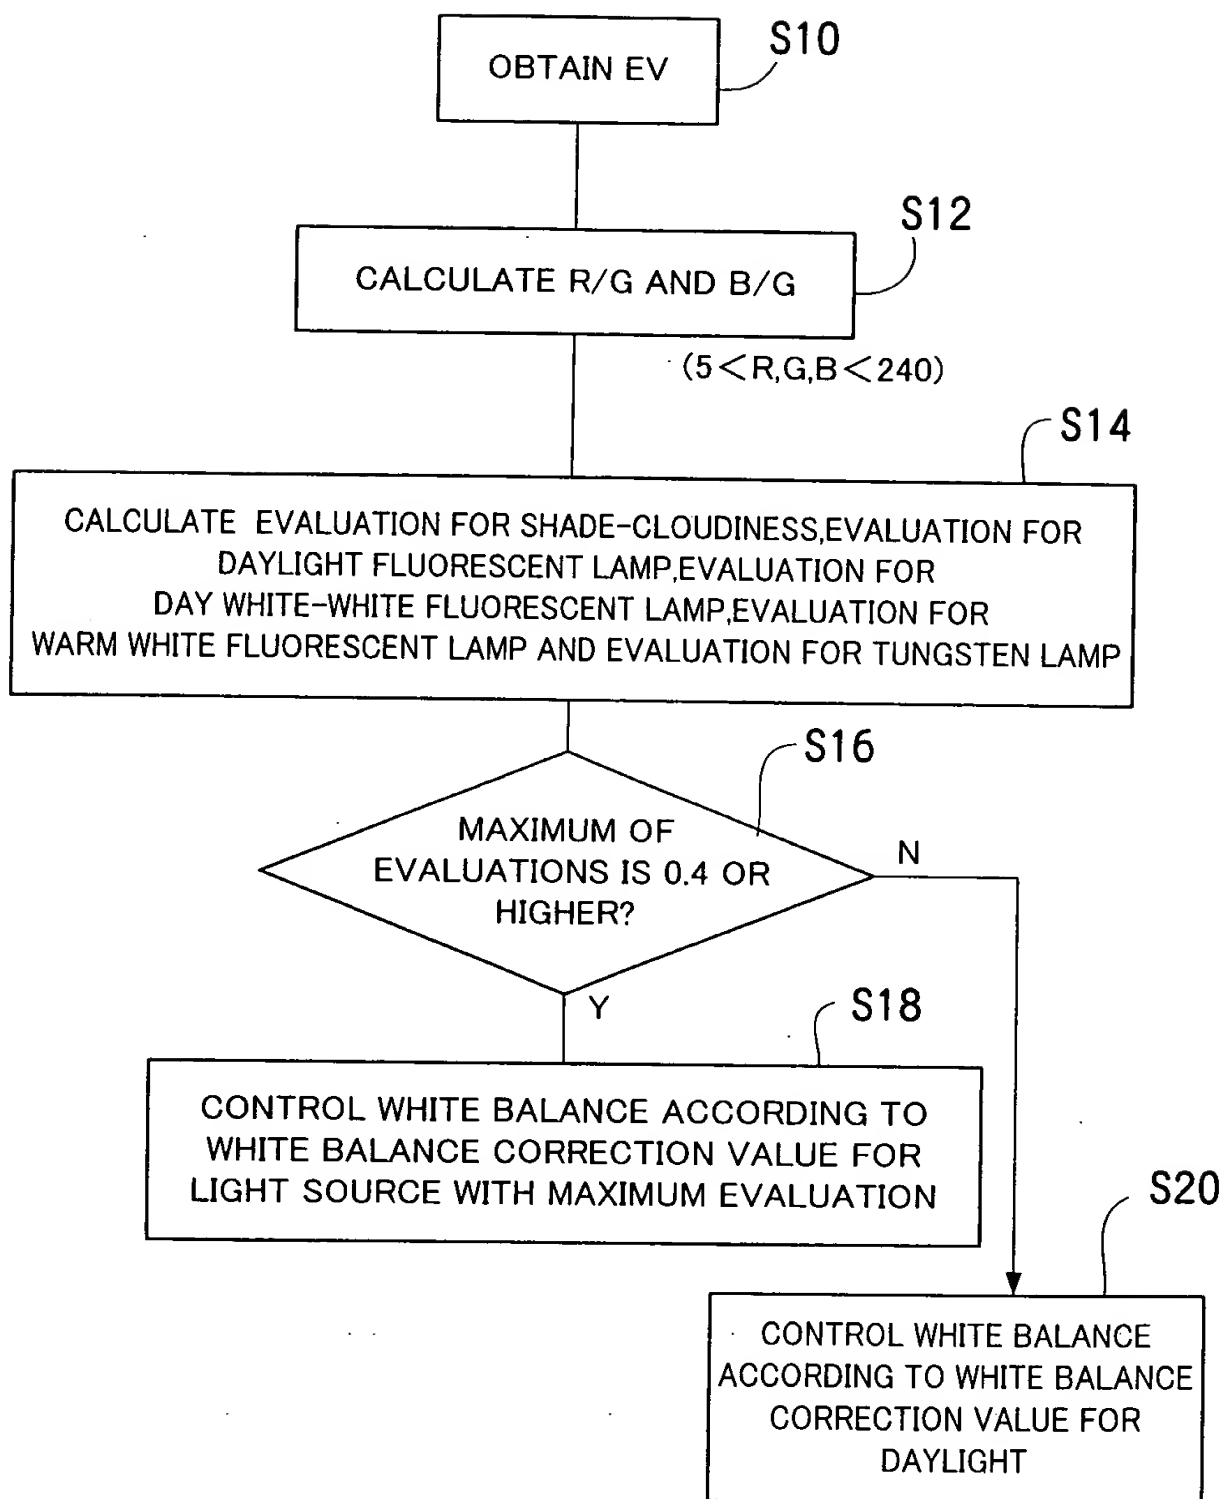 S10
OBTAIN EV
S12
CALCULATE R/G AND B/G
(5<R,G,B<240)
S14
CALCULATE EVALUATION FOR SHADE-CLOUDINESS,EVALUATION FOR
DAYLIGHT FLUORESCENT LAMP,EVALUATION FOR
DAY WHITE-WHITE FLUORESCENT LAMP,EVALUATION FOR
WARM WHITE FLUORESCENT LAMP AND EVALUATION FOR TUNGSTEN LAMP
S16
MAXIMUM OF
EVALUATIONS IS 0.4 OR
HIGHER?
N
Y
S18
CONTROL WHITE BALANCE ACCORDING TO
WHITE BALANCE CORRECTION VALUE FOR
LIGHT SOURCE WITH MAXIMUM EVALUATION
S20
CONTROL WHITE BALANCE
ACCORDING TO WHITE BALANCE
CORRECTION VALUE FOR
DAYLIGHT